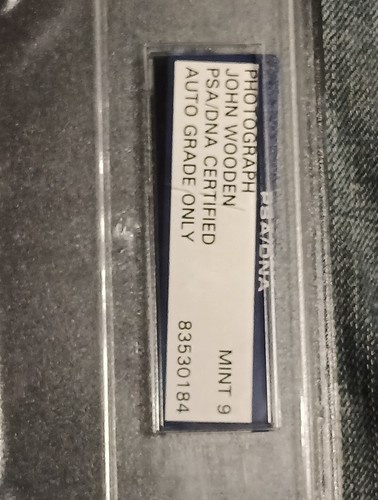 PSA/DNA
PHOTOGRAPH
JOHN WOODEN MINT 9
PSA/DNA CERTIFIED
AUTO GRADE ONLY 83530184